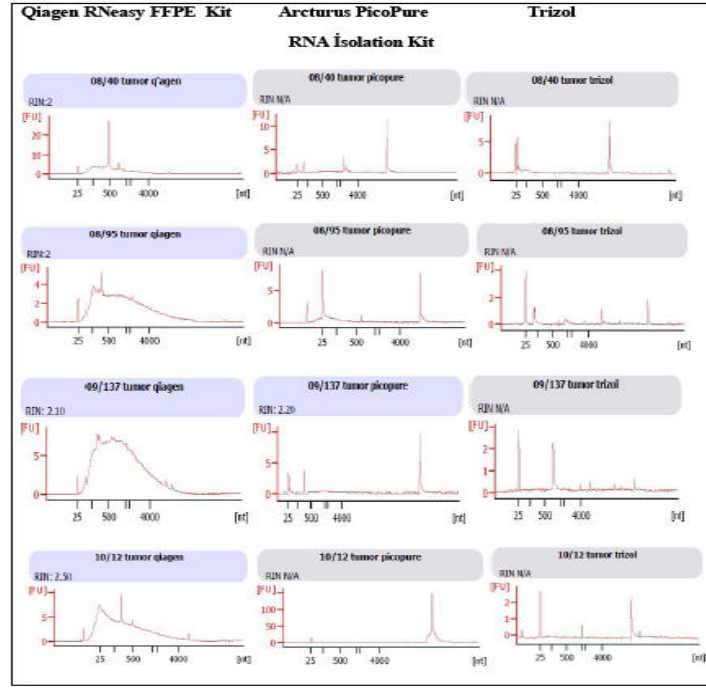 Qiagen RNeasy FFPE Kit Arcturus PicoPure Trizol
RNA İsolation Kit
08/40 tumor q'agen
RIN:2
[FU]
20
10
0
25 500 4000 [nt]
08/40 tumor picopure
RIN N/A
[FU]
10
5
0
25 500 4000 [nt]
08/40 tumor trizol
RIN N/A
[FU]
5
0
25 500 4000 [nt]
08/95 tumor qiagen
RIN:2
[FU]
4
2
0
25 500 4000 [nt]
08/95 tumor picopure
RIN N/A
[FU]
5
0
25 500 4000 [nt]
08/95 tumor trizol
RIN N/A
[FU]
2
0
25 500 4000 [nt]
09/137 tumor qiagen
RIN: 2.10
[FU]
5
0
25 500 4000 [nt]
09/137 tumor picopure
RIN: 2.20
[FU]
5
0
25 500 4000 [nt]
09/137 tumor trizol
RIN N/A
[FU]
3
2
1
0
25 500 4000 [nt]
10/12 tumor qiagen
RIN: 2.50
[FU]
5
0
25 500 4000 [nt]
10/12 tumor picopure
RIN N/A
[FU]
100
50
0
25 500 4000 [nt]
10/12 tumor trizol
RIN N/A
[FU]
2
1
0
25 500 4000 [nt]